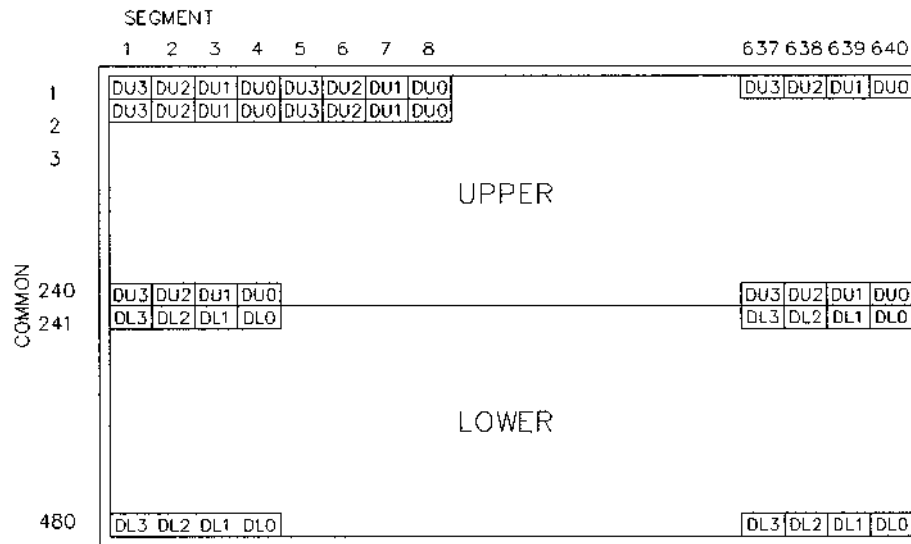 SEGMENT
1 2 3 4 5 6 7 8 637 638 639 640
1 DU3 DU2 DU1 DU0 DU3 DU2 DU1 DU0 DU3 DU2 DU1 DU0
2 DU3 DU2 DU1 DU0 DU3 DU2 DU1 DU0
3
UPPER
COMMON
240 DU3 DU2 DU1 DU0 DU3 DU2 DU1 DU0
241 DL3 DL2 DL1 DL0 DL3 DL2 DL1 DL0
LOWER
480 DL3 DL2 DL1 DL0 DL3 DL2 DL1 DL0